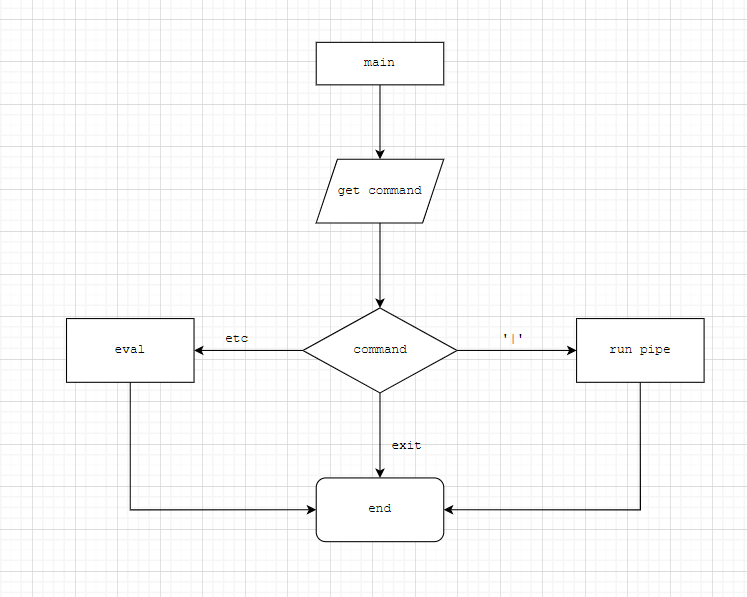 main
get command
etc
'|'
eval
command
run pipe
exit
end